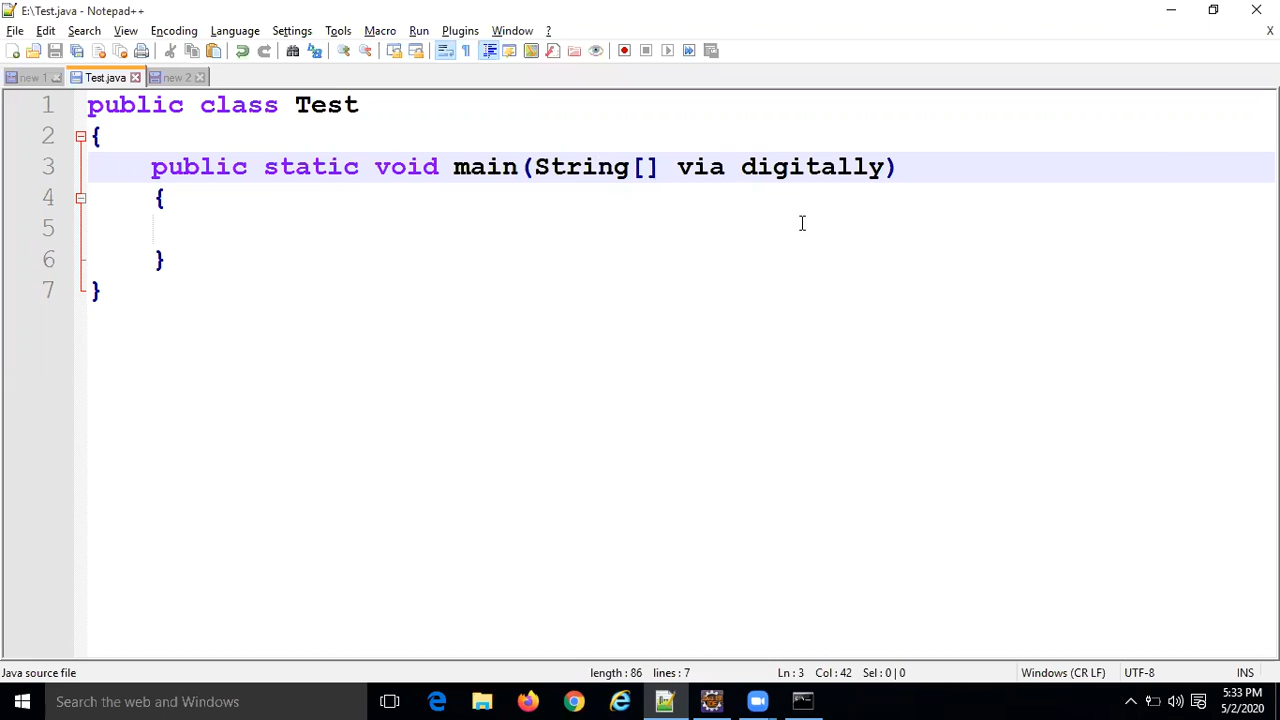 E:\Test.java - Notepad++
File Edit Search View Encoding Language Settings Tools Macro Run Plugins Window ? X
new 1 Test.java new 2
1 public class Test
2 {
3 public static void main(String[] via digitally)
4 {
5
6 }
7 }
Java source file length : 86 lines : 7 Ln : 3 Col : 42 Sel : 0 | 0 Windows (CR LF) UTF-8 INS
Search the web and Windows
5:33 PM
5/2/2020